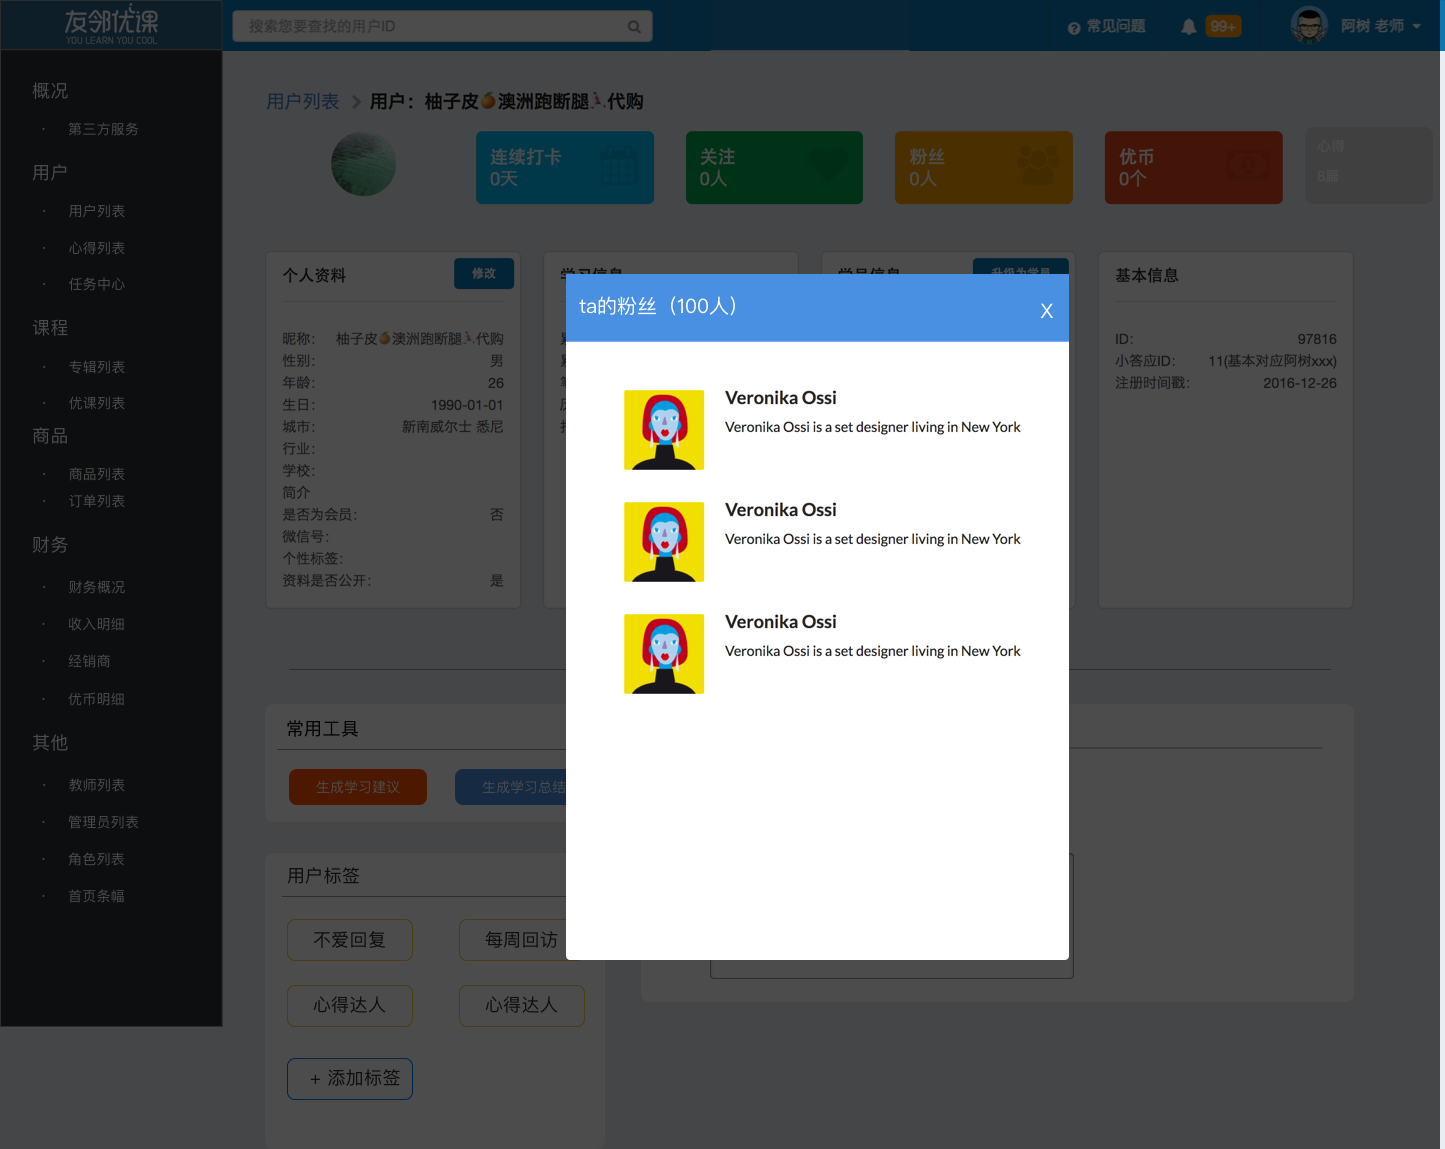 友邻优课
YOU LEARN YOU COOL
搜索您要查找的用户ID
常见问题
99+
阿树 老师
概况
· 第三方服务
用户
· 用户列表
· 心得列表
· 任务中心
课程
· 专辑列表
· 优课列表
商品
· 商品列表
· 订单列表
财务
· 财务概况
· 收入明细
· 经销商
· 优币明细
其他
· 教师列表
· 管理员列表
· 角色列表
· 首页条幅
用户列表 > 用户：柚子皮🍊澳洲跑断腿代购
连续打卡
0天
关注
0人
粉丝
0人
优币
0个
心得
8篇
个人资料
修改
昵称： 柚子皮🍊澳洲跑断腿代购
性别： 男
年龄： 26
生日： 1990-01-01
城市： 新南威尔士 悉尼
行业：
学校：
简介
是否为会员： 否
微信号：
个性标签：
资料是否公开： 是
学习信息
学员信息
升级为学员
基本信息
ID： 97816
小答应ID： 11(基本对应阿树xxx)
注册时间戳： 2016-12-26
ta的粉丝（100人）
X
Veronika Ossi
Veronika Ossi is a set designer living in New York
Veronika Ossi
Veronika Ossi is a set designer living in New York
Veronika Ossi
Veronika Ossi is a set designer living in New York
常用工具
生成学习建议
生成学习总结
用户标签
不爱回复
每周回访
心得达人
心得达人
+ 添加标签